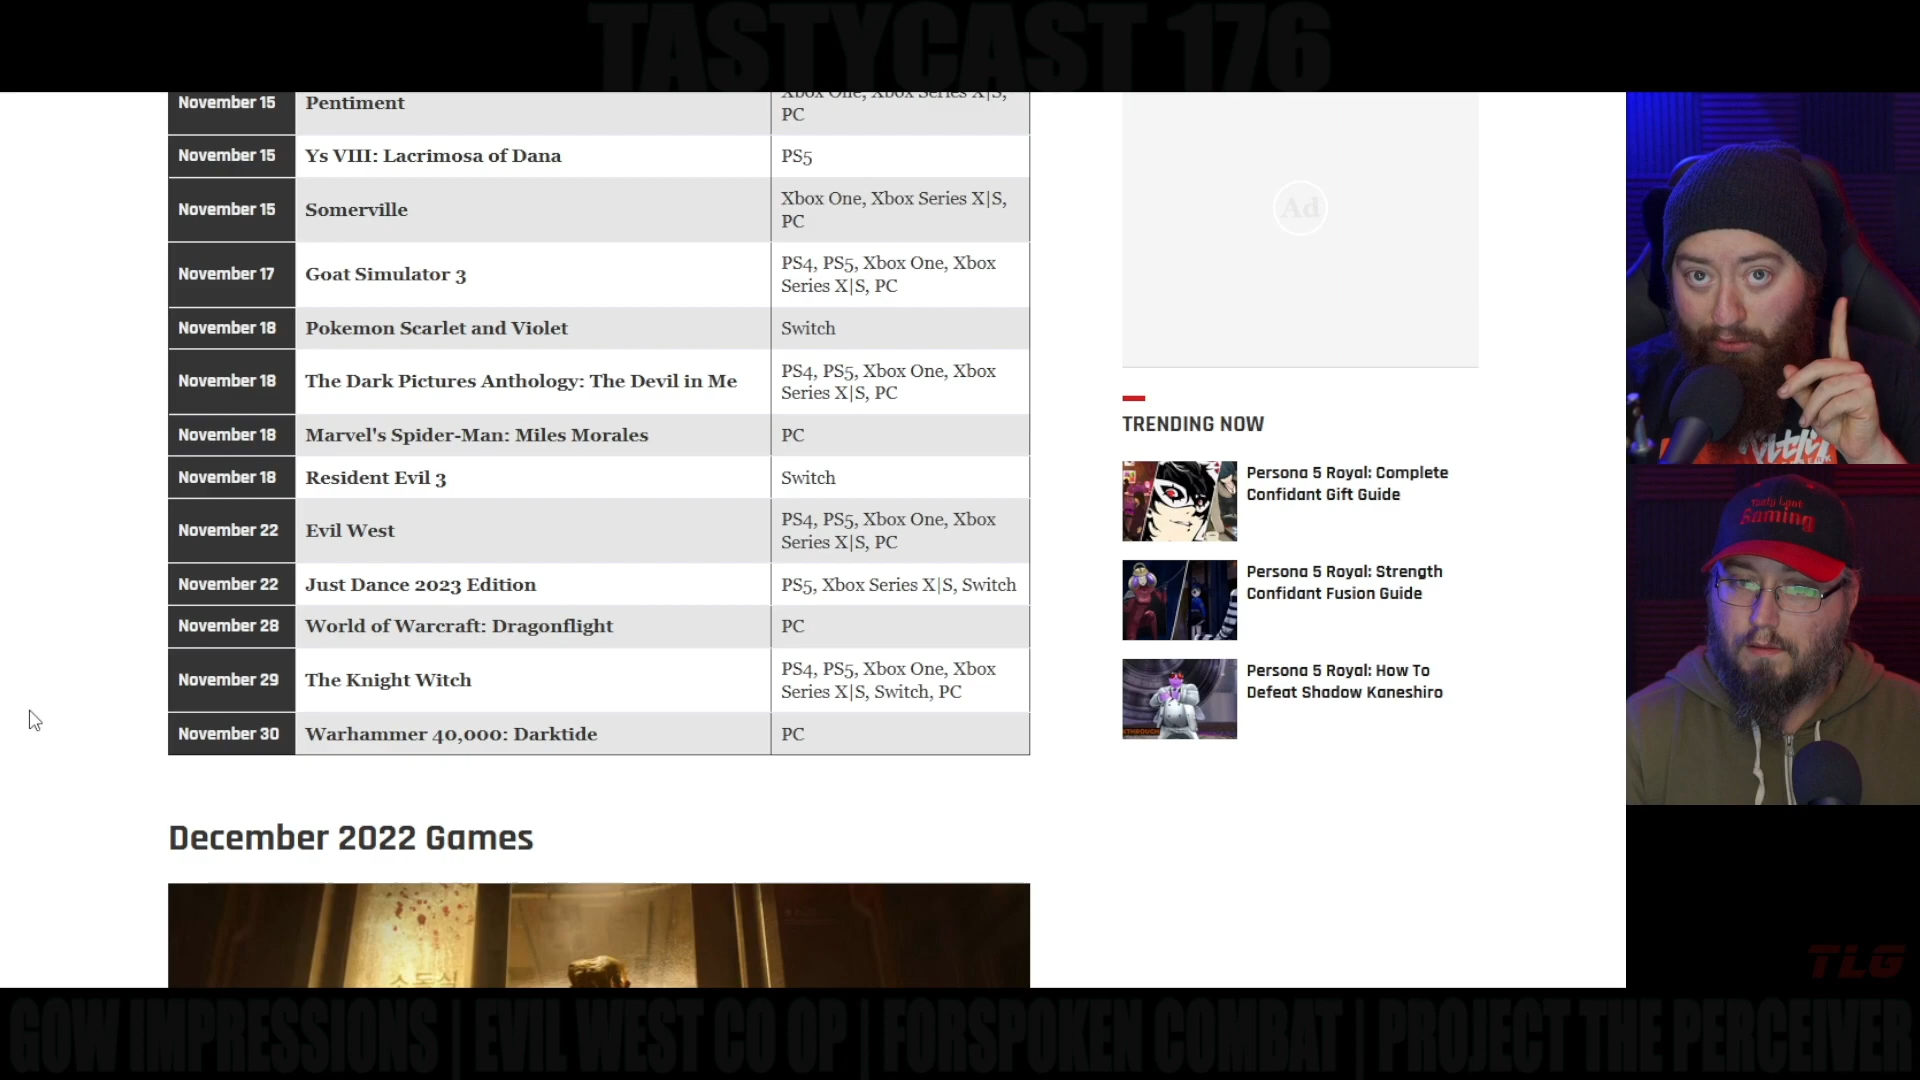 TASTYCAST 176
November 15 Pentiment Xbox One, Xbox Series X|S,
PC
November 15 Ys VIII: Lacrimosa of Dana PS5
November 15 Somerville Xbox One, Xbox Series X|S,
PC
November 17 Goat Simulator 3 PS4, PS5, Xbox One, Xbox
Series X|S, PC
November 18 Pokemon Scarlet and Violet Switch
November 18 The Dark Pictures Anthology: The Devil in Me PS4, PS5, Xbox One, Xbox
Series X|S, PC
November 18 Marvel's Spider-Man: Miles Morales PC
November 18 Resident Evil 3 Switch
November 22 Evil West PS4, PS5, Xbox One, Xbox
Series X|S, PC
November 22 Just Dance 2023 Edition PS5, Xbox Series X|S, Switch
November 28 World of Warcraft: Dragonflight PC
November 29 The Knight Witch PS4, PS5, Xbox One, Xbox
Series X|S, Switch, PC
November 30 Warhammer 40,000: Darktide PC
December 2022 Games
Ad
TRENDING NOW
Persona 5 Royal: Complete
Confidant Gift Guide
Persona 5 Royal: Strength
Confidant Fusion Guide
Persona 5 Royal: How To
Defeat Shadow Kaneshiro
Tasty Loot
Gaming
TLG
GOW IMPRESSIONS | EVIL WEST CO OP | FORSPOKEN COMBAT | PROJECT THE PERCEIVER